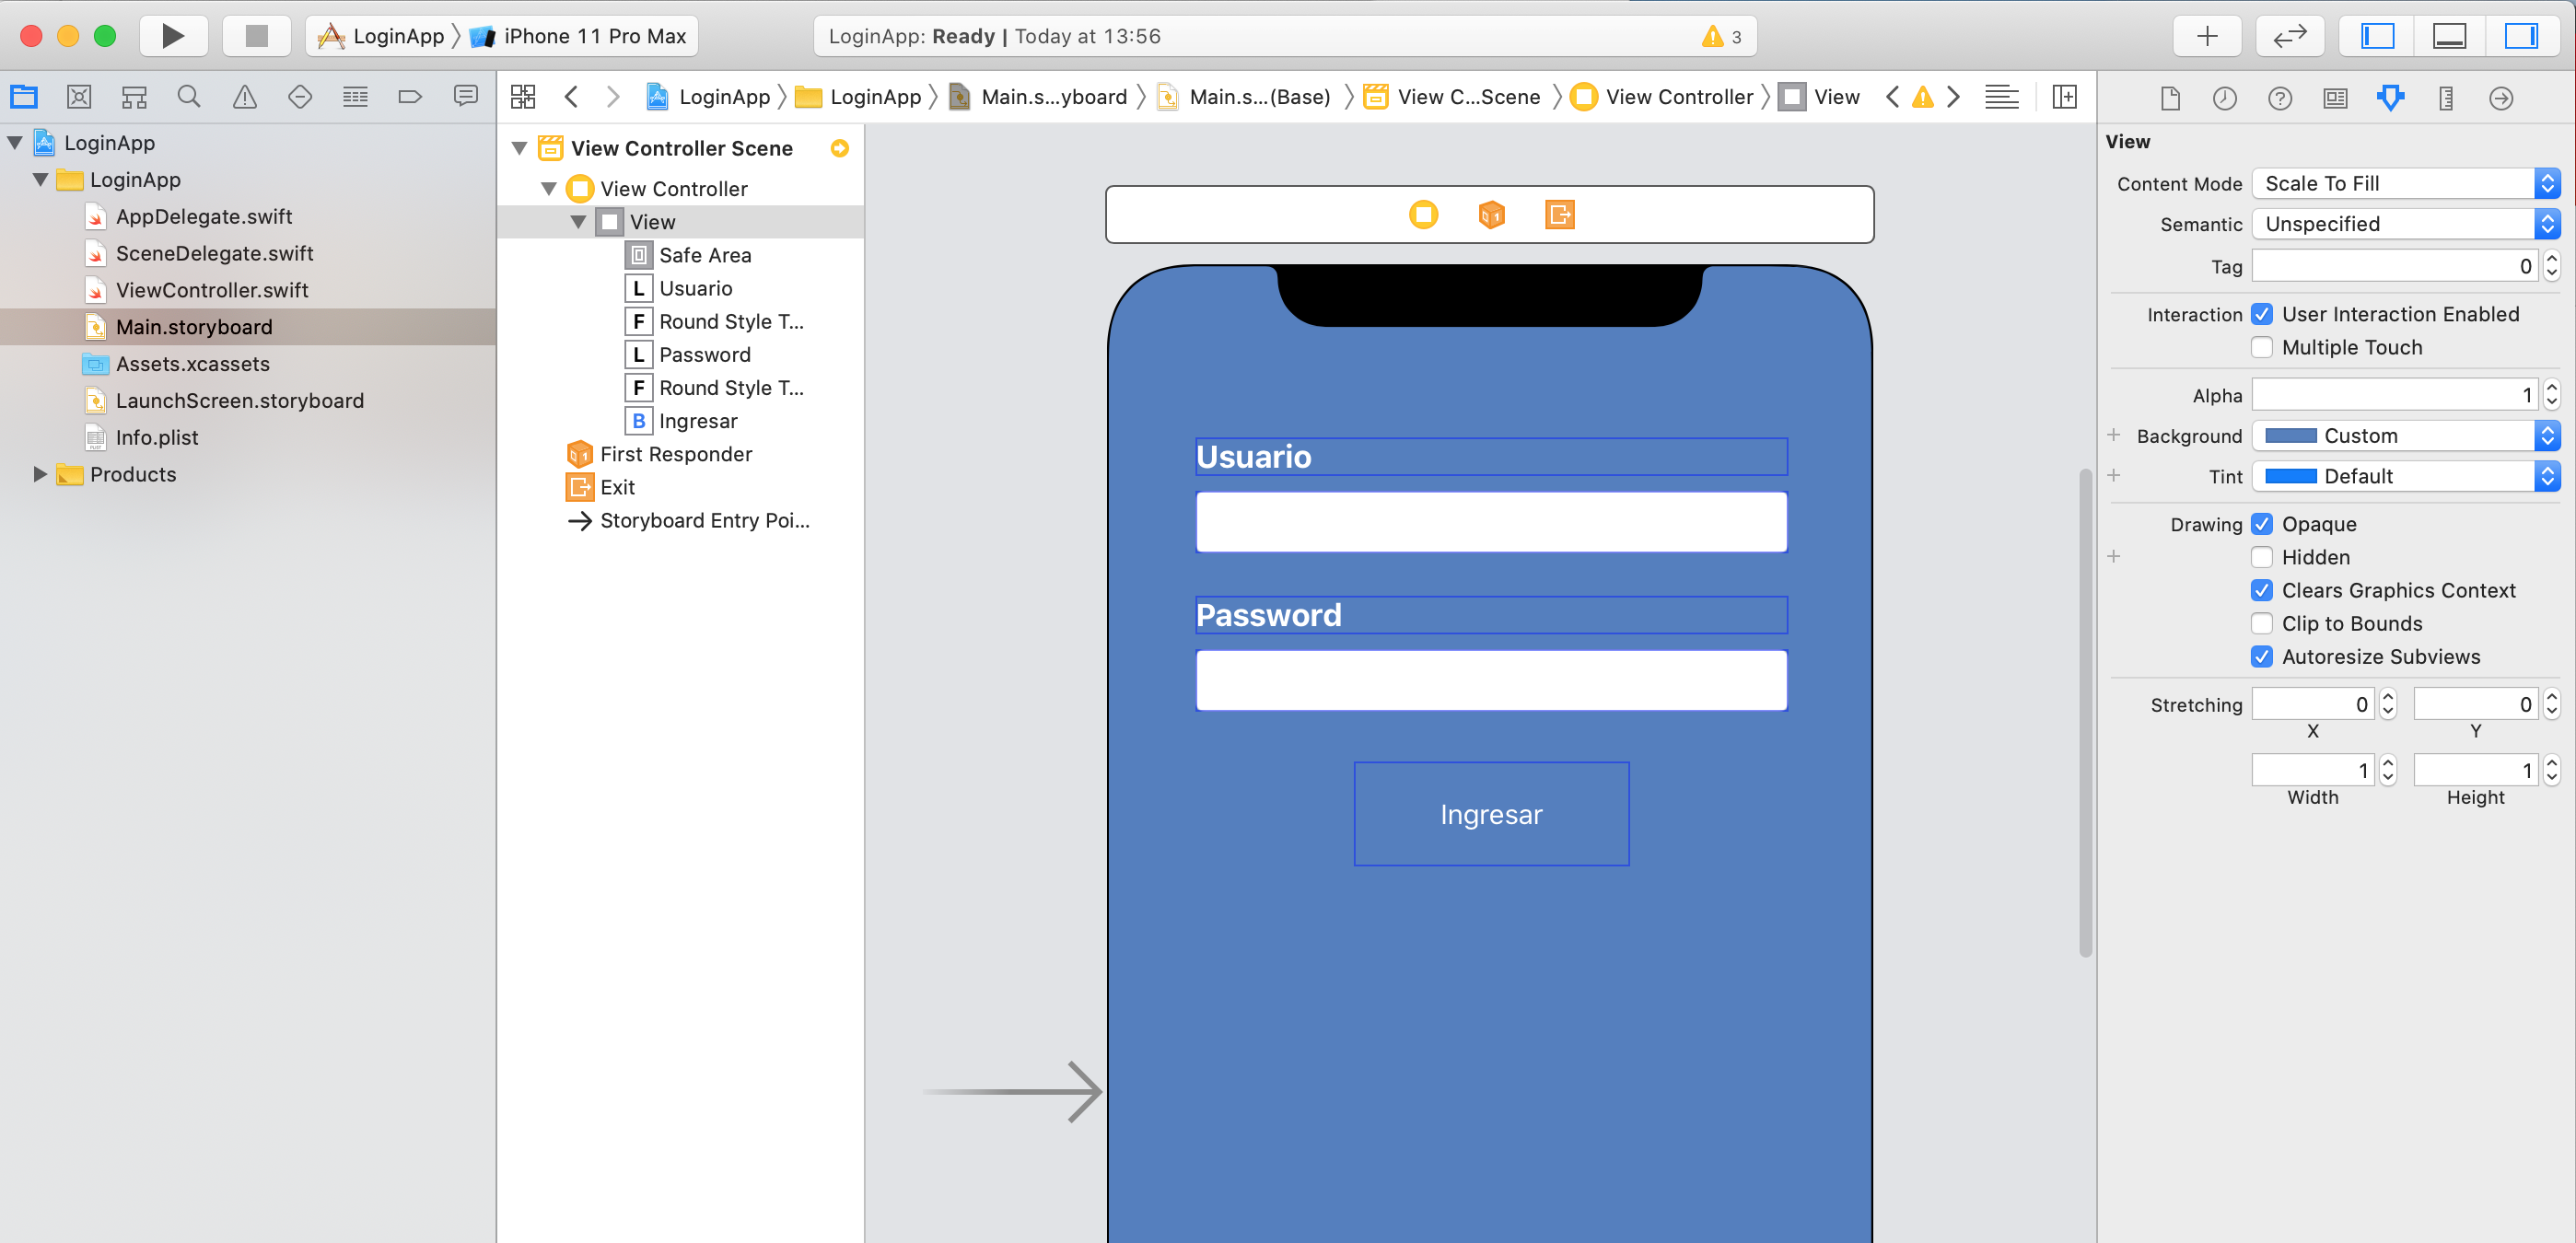 LoginApp 〉 iPhone 11 Pro Max
LoginApp: Ready | Today at 13:56
3
LoginApp 〉 LoginApp 〉 Main.s...yboard 〉 Main.s...(Base) 〉 View C...Scene 〉 View Controller 〉 View
LoginApp
LoginApp
AppDelegate.swift
SceneDelegate.swift
ViewController.swift
Main.storyboard
Assets.xcassets
LaunchScreen.storyboard
Info.plist
Products
View Controller Scene
View Controller
View
Safe Area
L Usuario
F Round Style T...
L Password
F Round Style T...
B Ingresar
First Responder
Exit
Storyboard Entry Poi...
Usuario
Password
Ingresar
View
Content Mode Scale To Fill
Semantic Unspecified
Tag 0
Interaction User Interaction Enabled
Multiple Touch
Alpha 1
Background Custom
Tint Default
Drawing Opaque
Hidden
Clears Graphics Context
Clip to Bounds
Autoresize Subviews
Stretching 0 0
X Y
1 1
Width Height